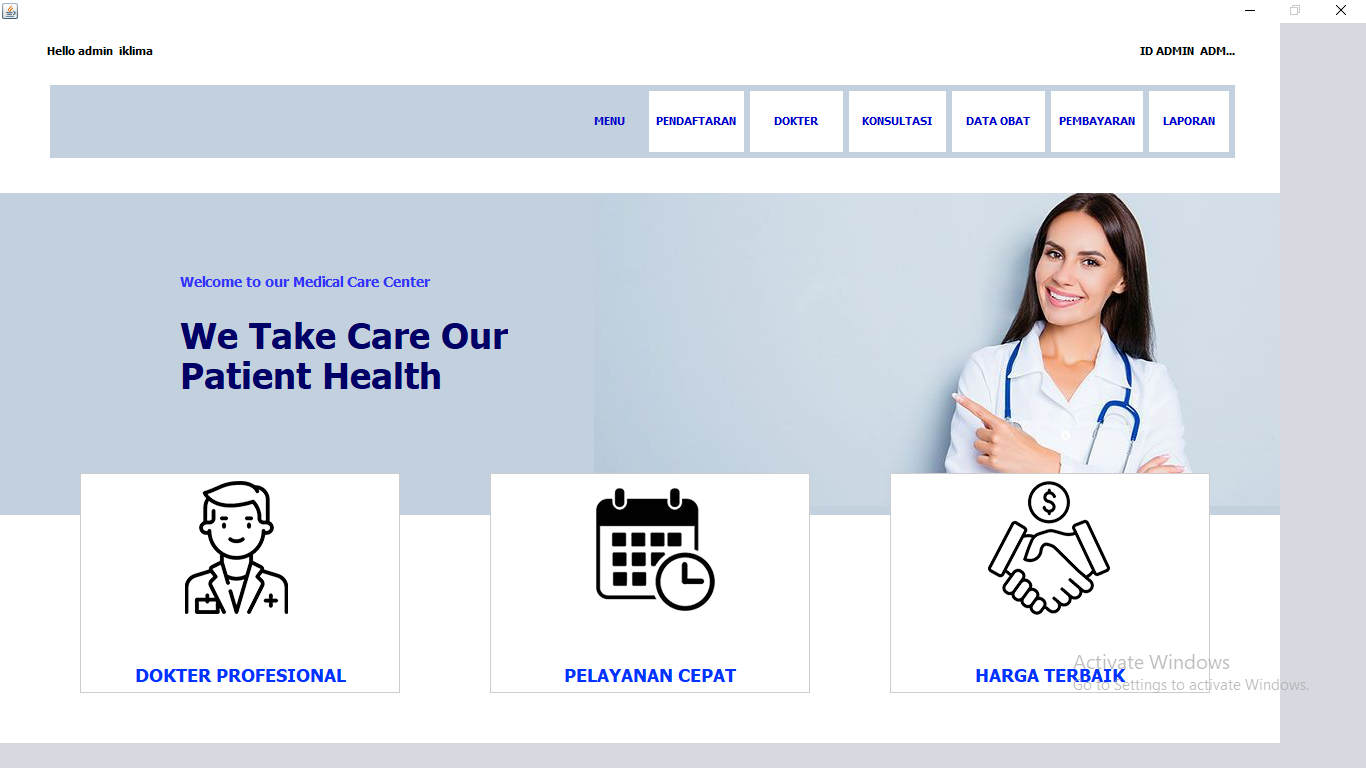 Hello admin iklima
ID ADMIN ADM...
MENU
PENDAFTARAN
DOKTER
KONSULTASI
DATA OBAT
PEMBAYARAN
LAPORAN
Welcome to our Medical Care Center
We Take Care Our
Patient Health
$
DOKTER PROFESIONAL
PELAYANAN CEPAT
HARGA TERBAIK
Activate Windows
Go to Settings to activate Windows.